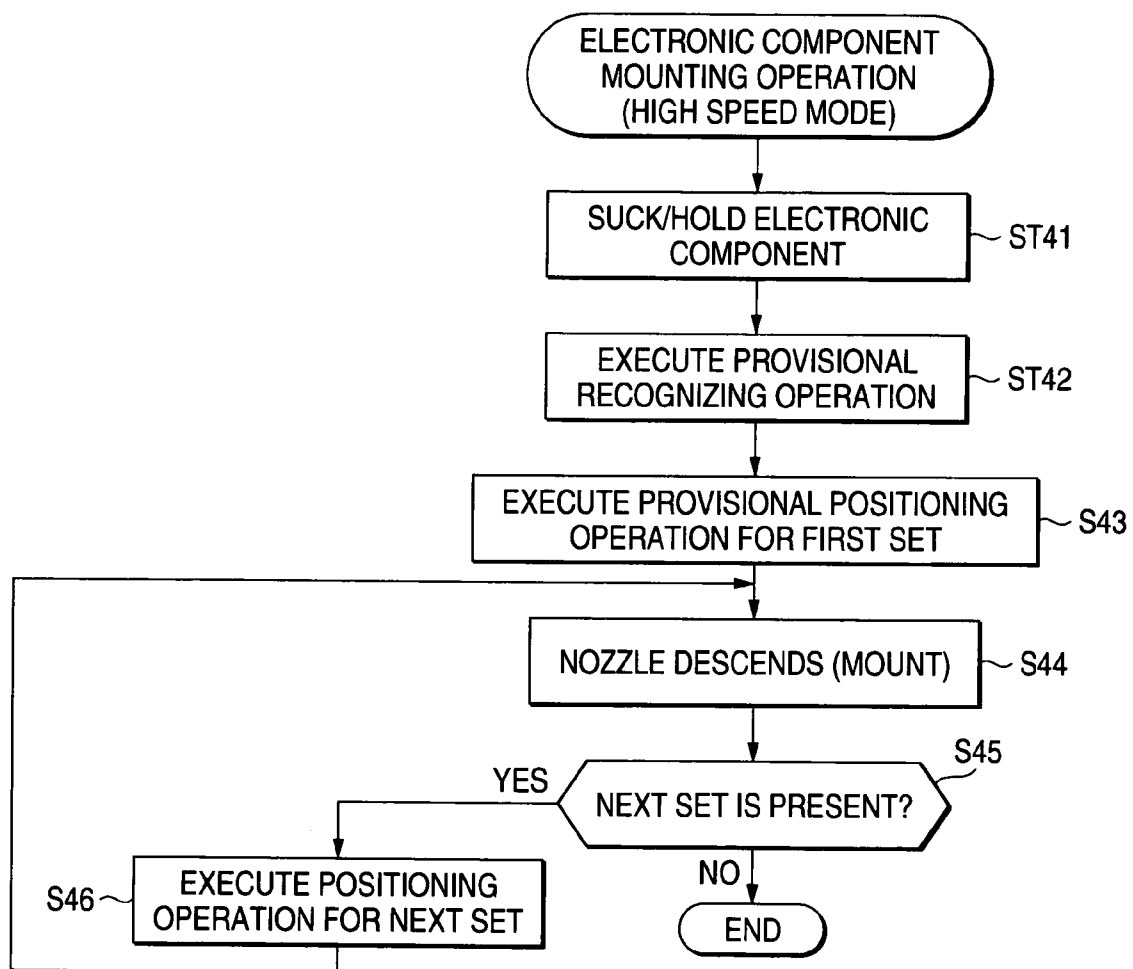 ELECTRONIC COMPONENT
MOUNTING OPERATION
(HIGH SPEED MODE)
SUCK/HOLD ELECTRONIC
COMPONENT
ST41
EXECUTE PROVISIONAL
RECOGNIZING OPERATION
ST42
EXECUTE PROVISIONAL POSITIONING
OPERATION FOR FIRST SET
S43
NOZZLE DESCENDS (MOUNT)
S44
S45
YES
NEXT SET IS PRESENT?
NO
S46
EXECUTE POSITIONING
OPERATION FOR NEXT SET
END